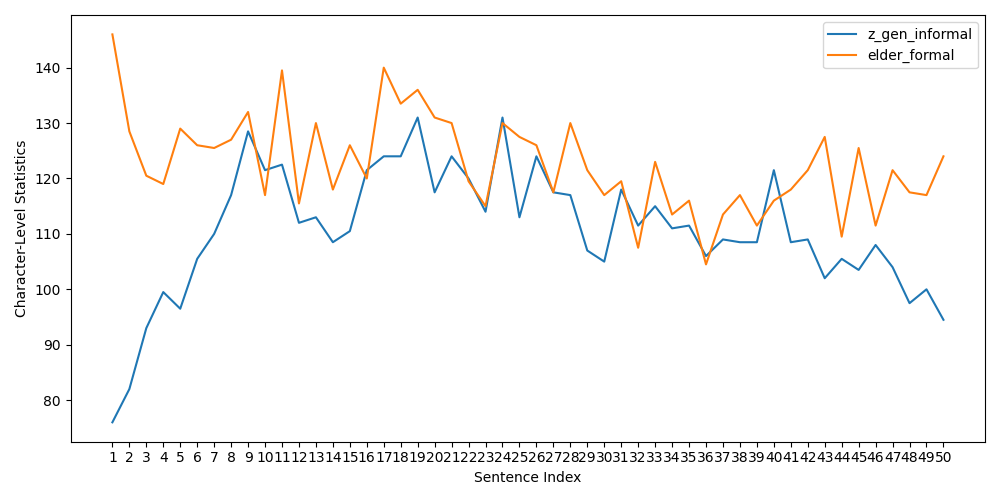 z_gen_informal
elder_formal
140
130
120
110
100
90
80
Character-Level Statistics
1 2 3 4 5 6 7 8 9 10 11 12 13 14 15 16 17 18 19 20 21 22 23 24 25 26 27 28 29 30 31 32 33 34 35 36 37 38 39 40 41 42 43 44 45 46 47 48 49 50
Sentence Index